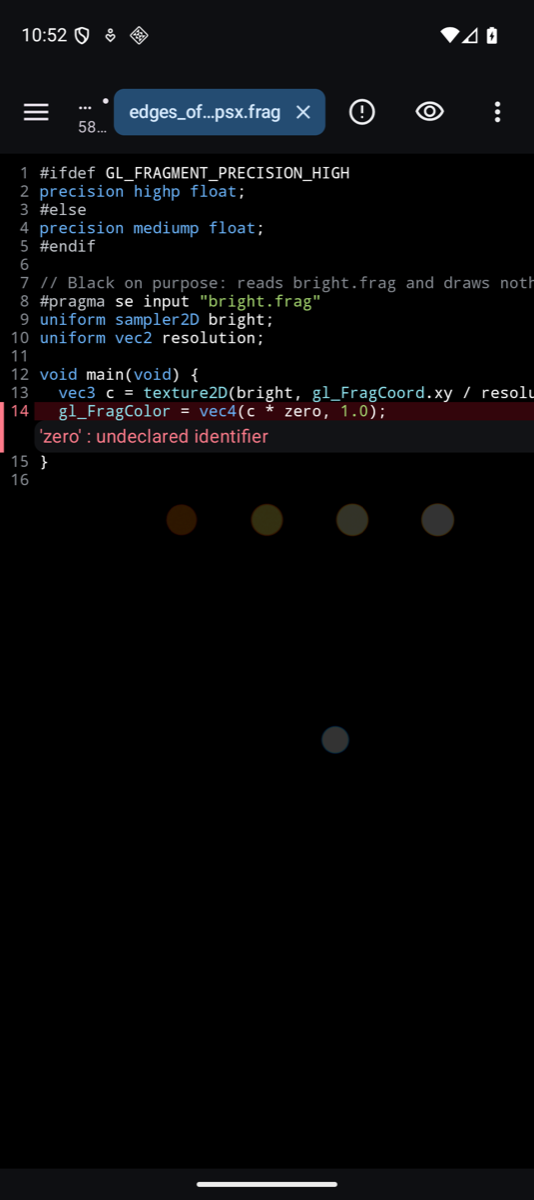 10:52
...
58...
edges_of...psx.frag
1 #ifdef GL_FRAGMENT_PRECISION_HIGH
2 precision highp float;
3 #else
4 precision mediump float;
5 #endif
6
7 // Black on purpose: reads bright.frag and draws noth
8 #pragma se input "bright.frag"
9 uniform sampler2D bright;
10 uniform vec2 resolution;
11
12 void main(void) {
13 vec3 c = texture2D(bright, gl_FragCoord.xy / resolu
14 gl_FragColor = vec4(c * zero, 1.0);
'zero' : undeclared identifier
15 }
16